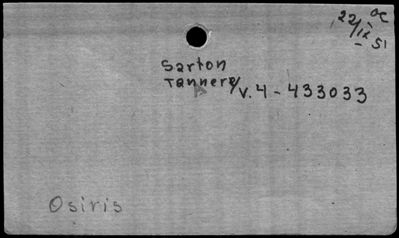 22/IX
- 51
Sarton
Tannery
v.4 - 433033
Osiris